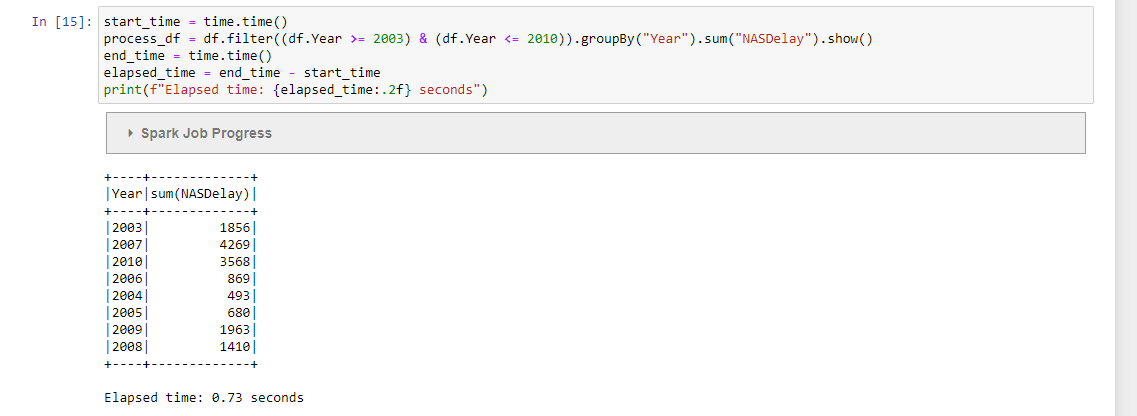 In [15]: start_time = time.time()
process_df = df.filter((df.Year >= 2003) & (df.Year <= 2010)).groupBy("Year").sum("NASDelay").show()
end_time = time.time()
elapsed_time = end_time - start_time
print(f"Elapsed time: {elapsed_time:.2f} seconds")
Spark Job Progress
+----+-------------+
|Year|sum(NASDelay)|
+----+-------------+
|2003|         1856|
|2007|         4269|
|2010|         3568|
|2006|          869|
|2004|          493|
|2005|          680|
|2009|         1963|
|2008|         1410|
+----+-------------+
Elapsed time: 0.73 seconds